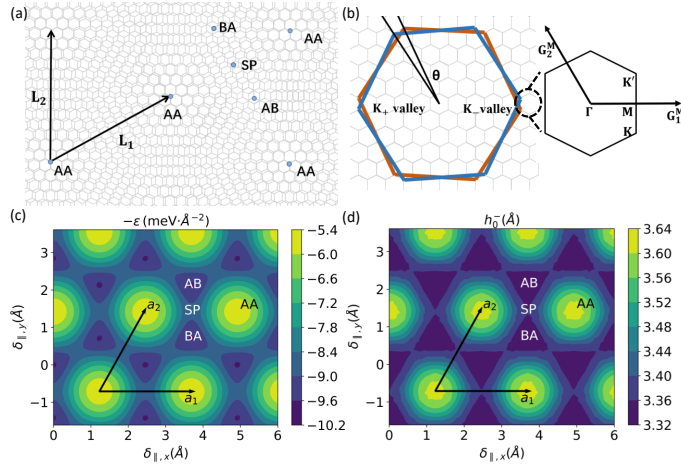 (a)
BA
AA
SP
L₂
AA
AB
L₁
AA
AA
(b)
θ
K₊ valley
K₋ valley
G₂ᴹ
K′
Γ
M
G₁ᴹ
K
(c)
−ε (meV·Å⁻²)
3
2
1
0
−1
δ∥,y(Å)
AB
a₂
SP
AA
BA
a₁
0 1 2 3 4 5 6
δ∥,x(Å)
−5.4
−6.0
−6.6
−7.2
−7.8
−8.4
−9.0
−9.6
−10.2
(d)
h₀⁻(Å)
3
2
1
0
−1
δ∥,y(Å)
AB
a₂
SP
AA
BA
a₁
0 1 2 3 4 5 6
δ∥,x(Å)
3.64
3.60
3.56
3.52
3.48
3.44
3.40
3.36
3.32